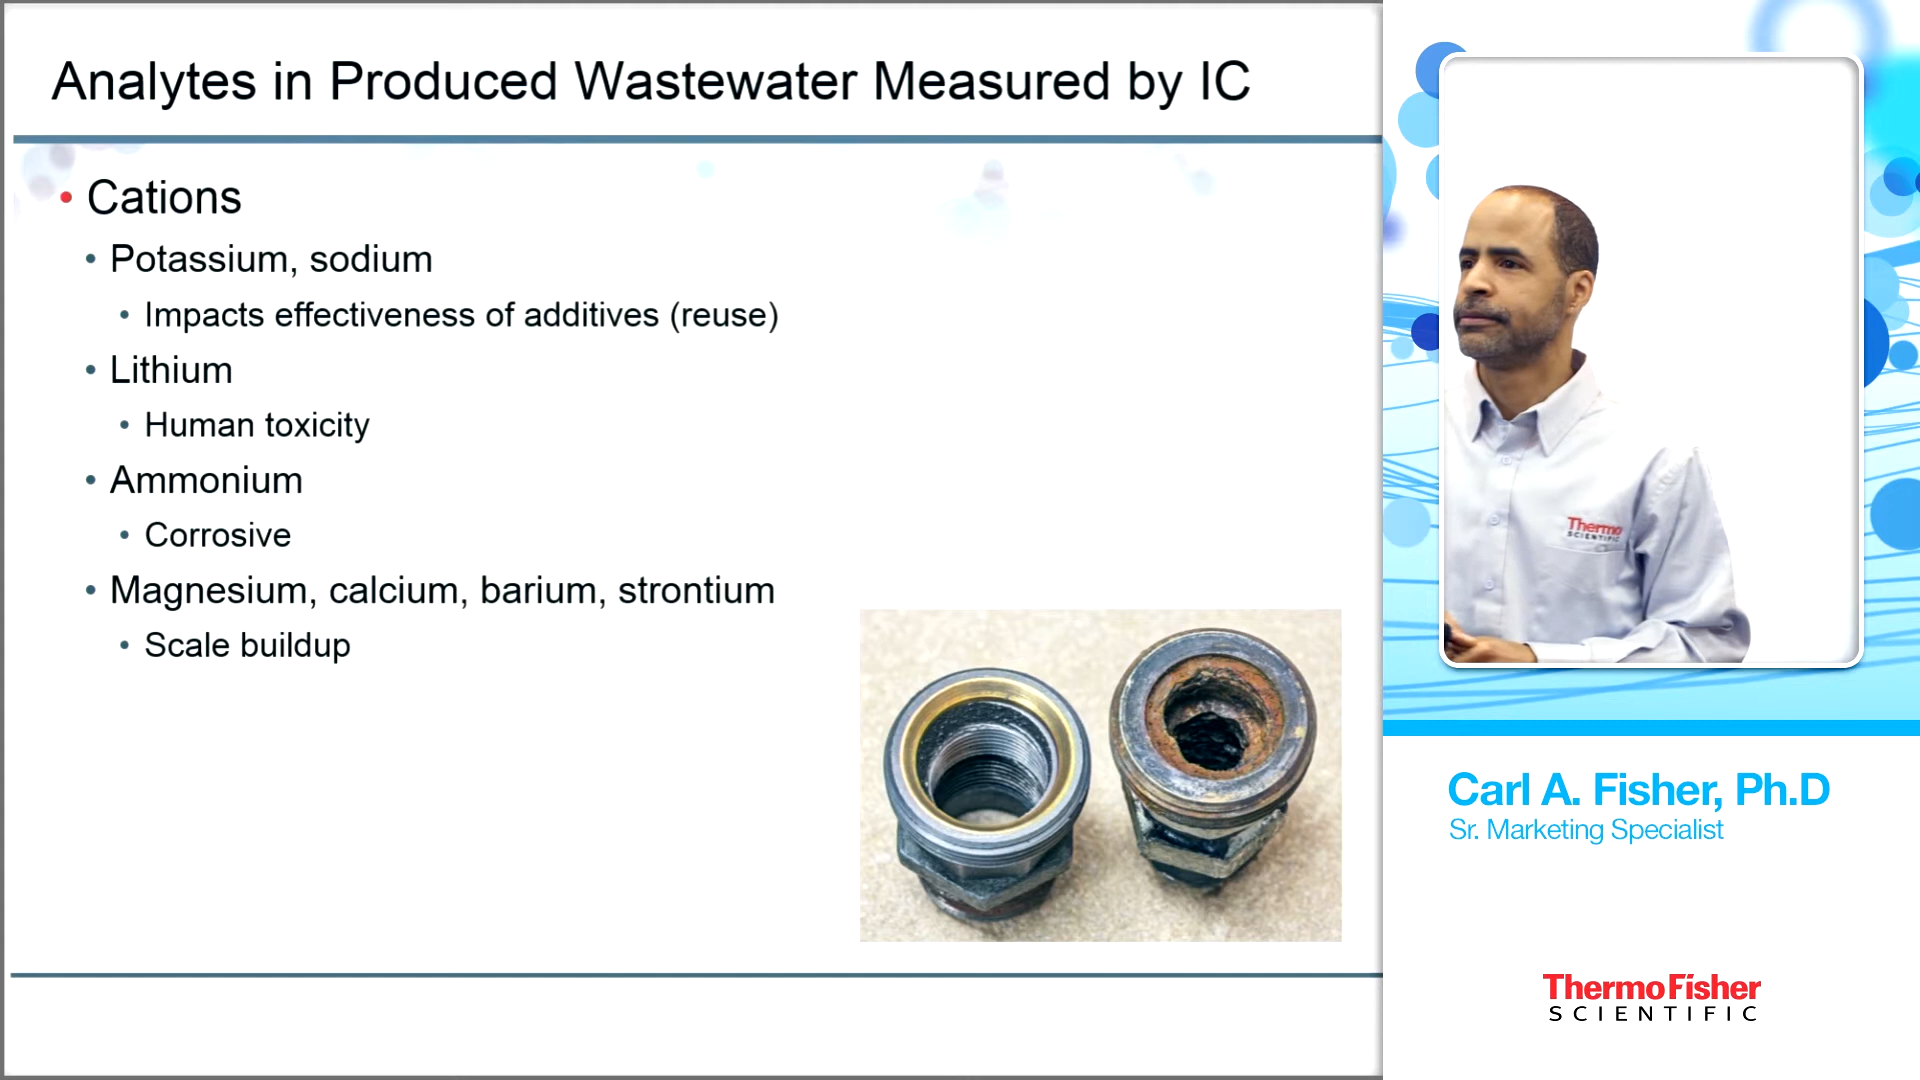 Analytes in Produced Wastewater Measured by IC
• Cations
• Potassium, sodium
• Impacts effectiveness of additives (reuse)
• Lithium
• Human toxicity
• Ammonium
• Corrosive
• Magnesium, calcium, barium, strontium
• Scale buildup
Thermo
SCIENTIFIC
Carl A. Fisher, Ph.D
Sr. Marketing Specialist
ThermoFisher
SCIENTIFIC